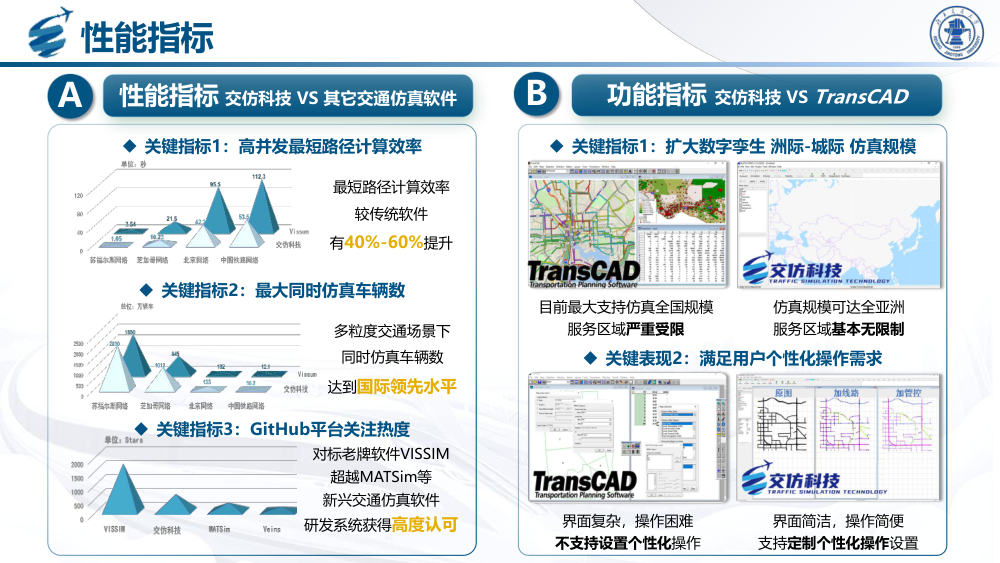 性能指标
A
性能指标 交仿科技 VS 其它交通仿真软件
关键指标1：高并发最短路径计算效率
单位：秒
120
80
40
0
3.54
21.5
95.5
112.3
1.65
10.23
42.2
53.5
Vissum
交仿科技
苏福尔斯网络
芝加哥网络
北京网络
中国铁路网络
最短路径计算效率
较传统软件
有40%-60%提升
关键指标2：最大同时仿真车辆数
单位：万辆车
2500
2000
1500
1000
500
0
945
102
Vissum
交仿科技
苏福尔斯网络
芝加哥网络
北京网络
中国铁路网络
多粒度交通场景下
同时仿真车辆数
达到国际领先水平
关键指标3：GitHub平台关注热度
单位：Stars
2000
1500
1000
500
0
VISSIM
交仿科技
MATSim
Veins
对标老牌软件VISSIM
超越MATSim等
新兴交通仿真软件
研发系统获得高度认可
B
功能指标 交仿科技 VS TransCAD
关键指标1：扩大数字孪生 洲际-城际 仿真规模
TransCAD
Transportation Planning Software
交仿科技
TRAFFIC SIMULATION TECHNOLOGY
目前最大支持仿真全国规模
服务区域严重受限
仿真规模可达全亚洲
服务区域基本无限制
关键表现2：满足用户个性化操作需求
TransCAD
Transportation Planning Software
原图
加线路
加管控
交仿科技
TRAFFIC SIMULATION TECHNOLOGY
界面复杂，操作困难
不支持设置个性化操作
界面简洁，操作简便
支持定制个性化操作设置